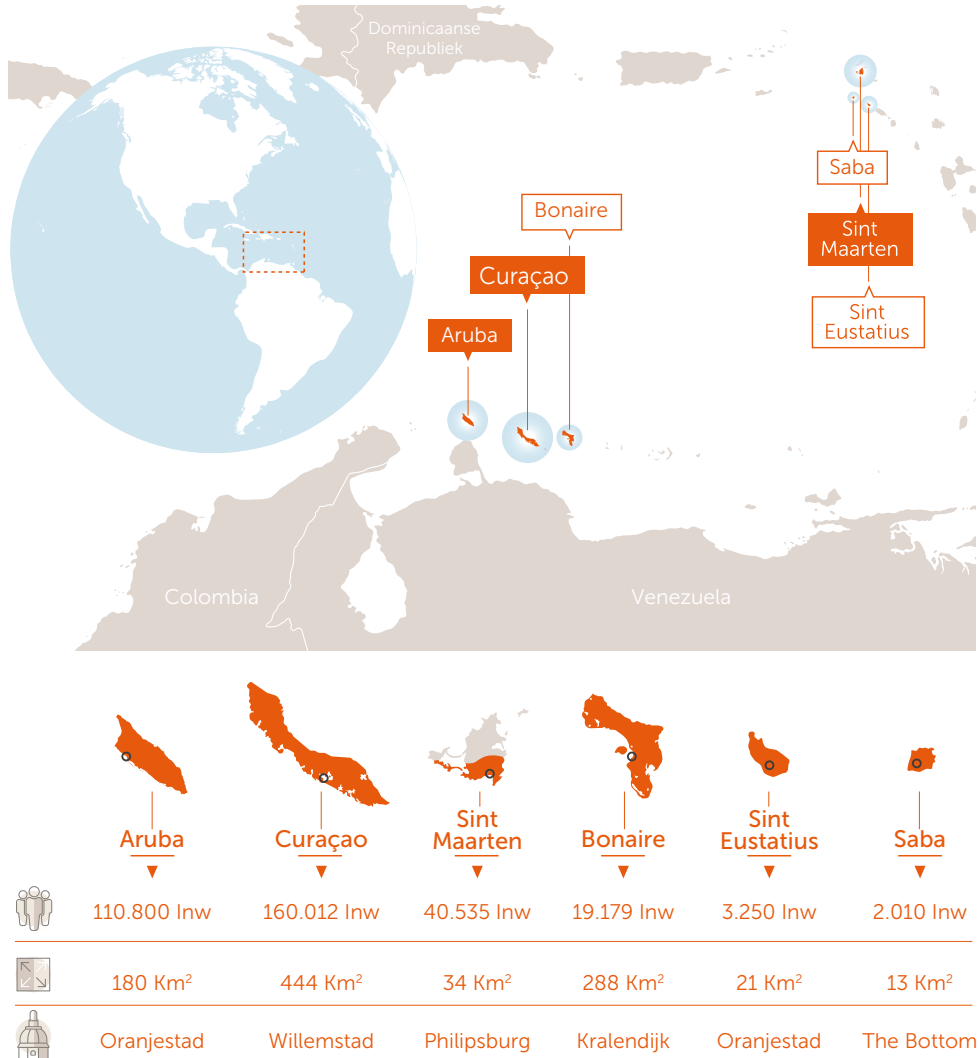 Dominicaanse
Republiek
Saba
Bonaire
Sint
Maarten
Curaçao
Sint
Eustatius
Aruba
Colombia
Venezuela
Aruba
Curaçao
Sint
Maarten
Bonaire
Sint
Eustatius
Saba
110.800 Inw
160.012 Inw
40.535 Inw
19.179 Inw
3.250 Inw
2.010 Inw
180 Km²
444 Km²
34 Km²
288 Km²
21 Km²
13 Km²
Oranjestad
Willemstad
Philipsburg
Kralendijk
Oranjestad
The Bottom